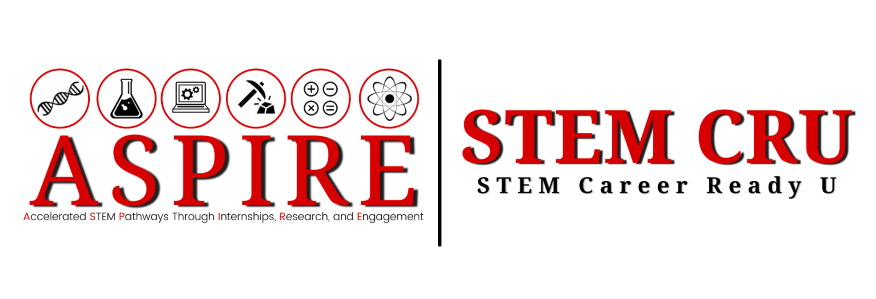 ASPIRE
Accelerated STEM Pathways Through Internships, Research, and Engagement
STEM CRU
STEM Career Ready U